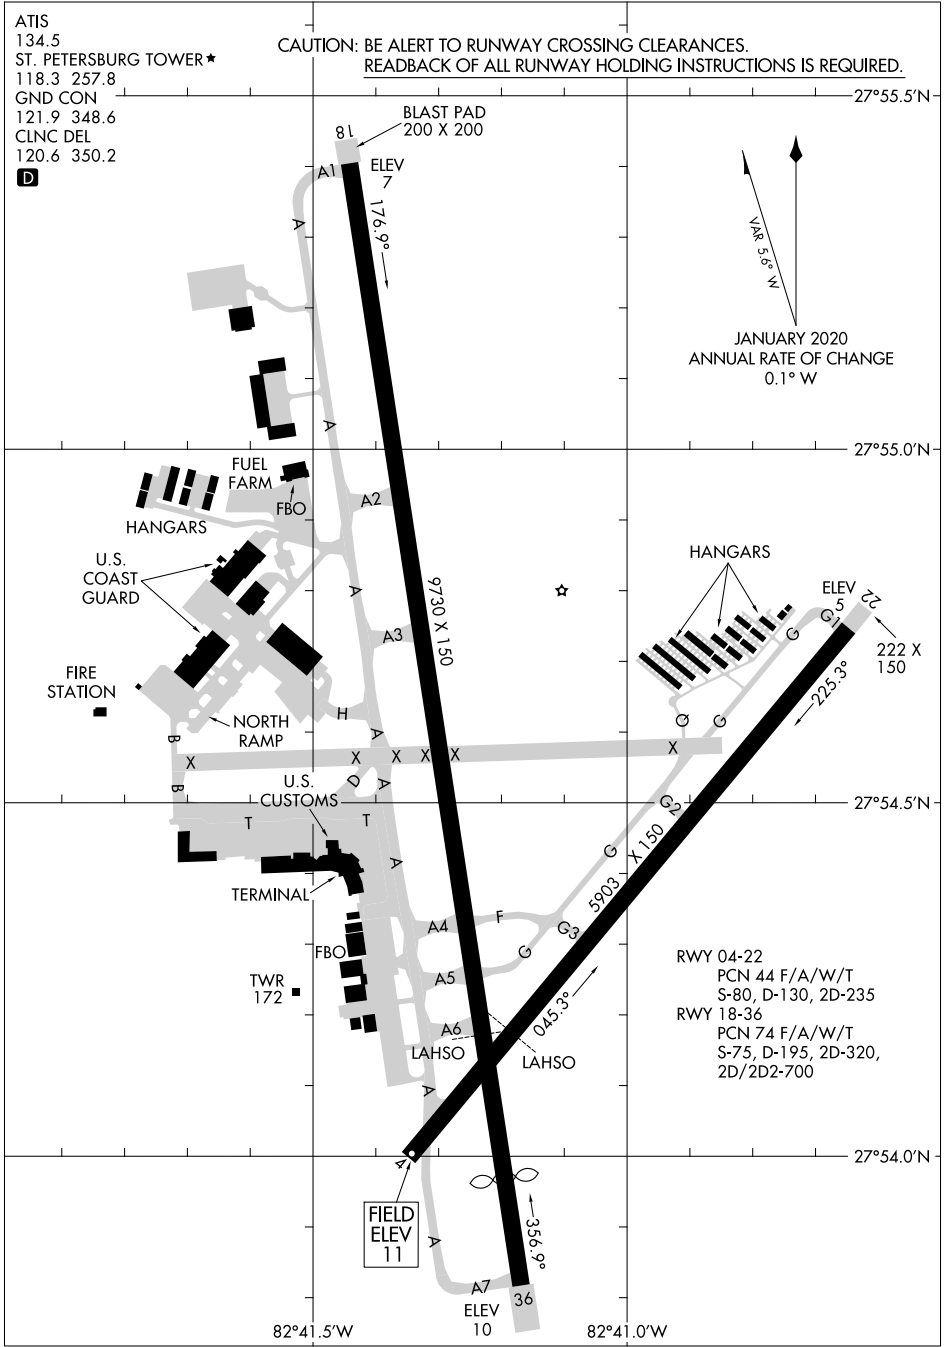 ATIS
134.5
ST. PETERSBURG TOWER★
118.3 257.8
GND CON
121.9 348.6
CLNC DEL
120.6 350.2
D
CAUTION: BE ALERT TO RUNWAY CROSSING CLEARANCES.
READBACK OF ALL RUNWAY HOLDING INSTRUCTIONS IS REQUIRED.
27°55.5'N
BLAST PAD
200 X 200
18
ELEV
7
A1
176.9°
A
VAR 5.6° W
JANUARY 2020
ANNUAL RATE OF CHANGE
0.1° W
A
27°55.0'N
FUEL
FARM
FBO
A2
HANGARS
U.S.
COAST
GUARD
A
9730 X 150
HANGARS
ELEV
5
22
G1
G
222 X
150
225.3°
A3
FIRE
STATION
NORTH
RAMP
H
A
Q
G
B
X
X
X
X
X
X
B
D
A
U.S.
CUSTOMS
27°54.5'N
G2
T
T
A
G
5903 X 150
TERMINAL
A4
F
G3
FBO
G
A5
TWR
172
045.3°
A6
LAHSO
LAHSO
RWY 04-22
PCN 44 F/A/W/T
S-80, D-130, 2D-235
RWY 18-36
PCN 74 F/A/W/T
S-75, D-195, 2D-320,
2D/2D2-700
A
4
27°54.0'N
FIELD
ELEV
11
A
356.9°
A7
36
ELEV
10
82°41.5'W
82°41.0'W